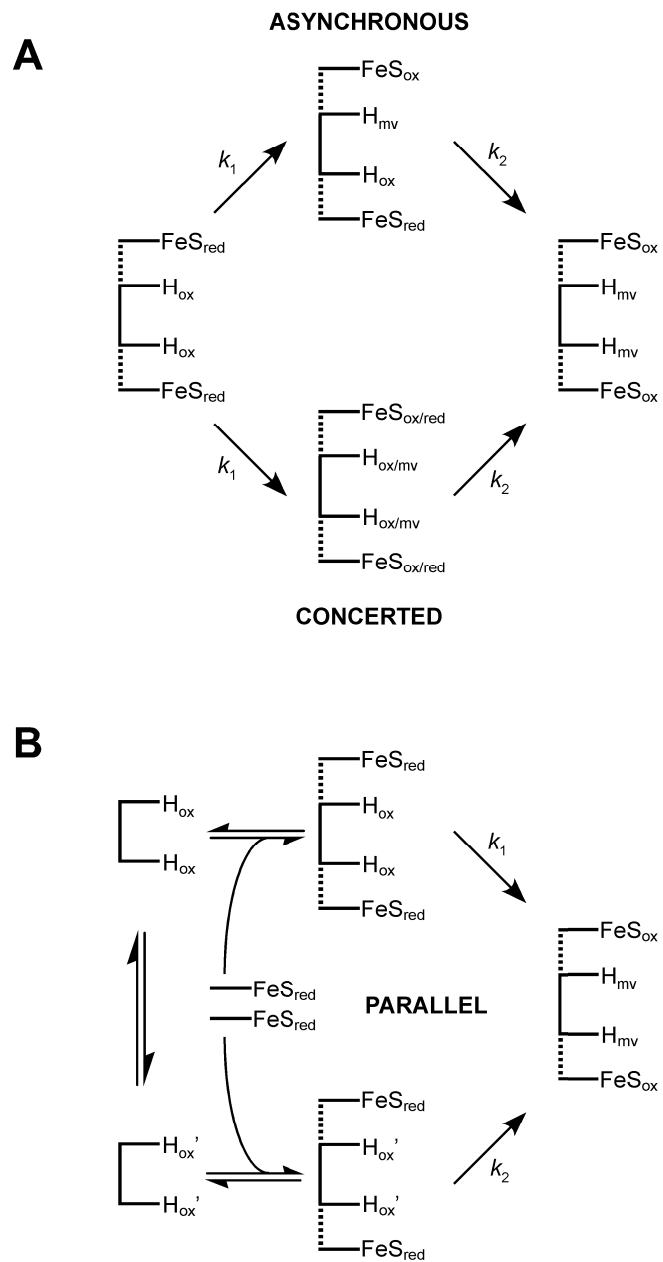 ASYNCHRONOUS
A
FeSox
Hmv
Hox
FeSred
k1
k2
FeSred
Hox
Hox
FeSred
FeSox
Hmv
Hmv
FeSox
k1
k2
FeSox/red
Hox/mv
Hox/mv
FeSox/red
CONCERTED
B
Hox
Hox
FeSred
Hox
Hox
FeSred
k1
FeSred
FeSred
PARALLEL
FeSox
Hmv
Hmv
FeSox
Hox’
Hox’
FeSred
Hox’
Hox’
FeSred
k2